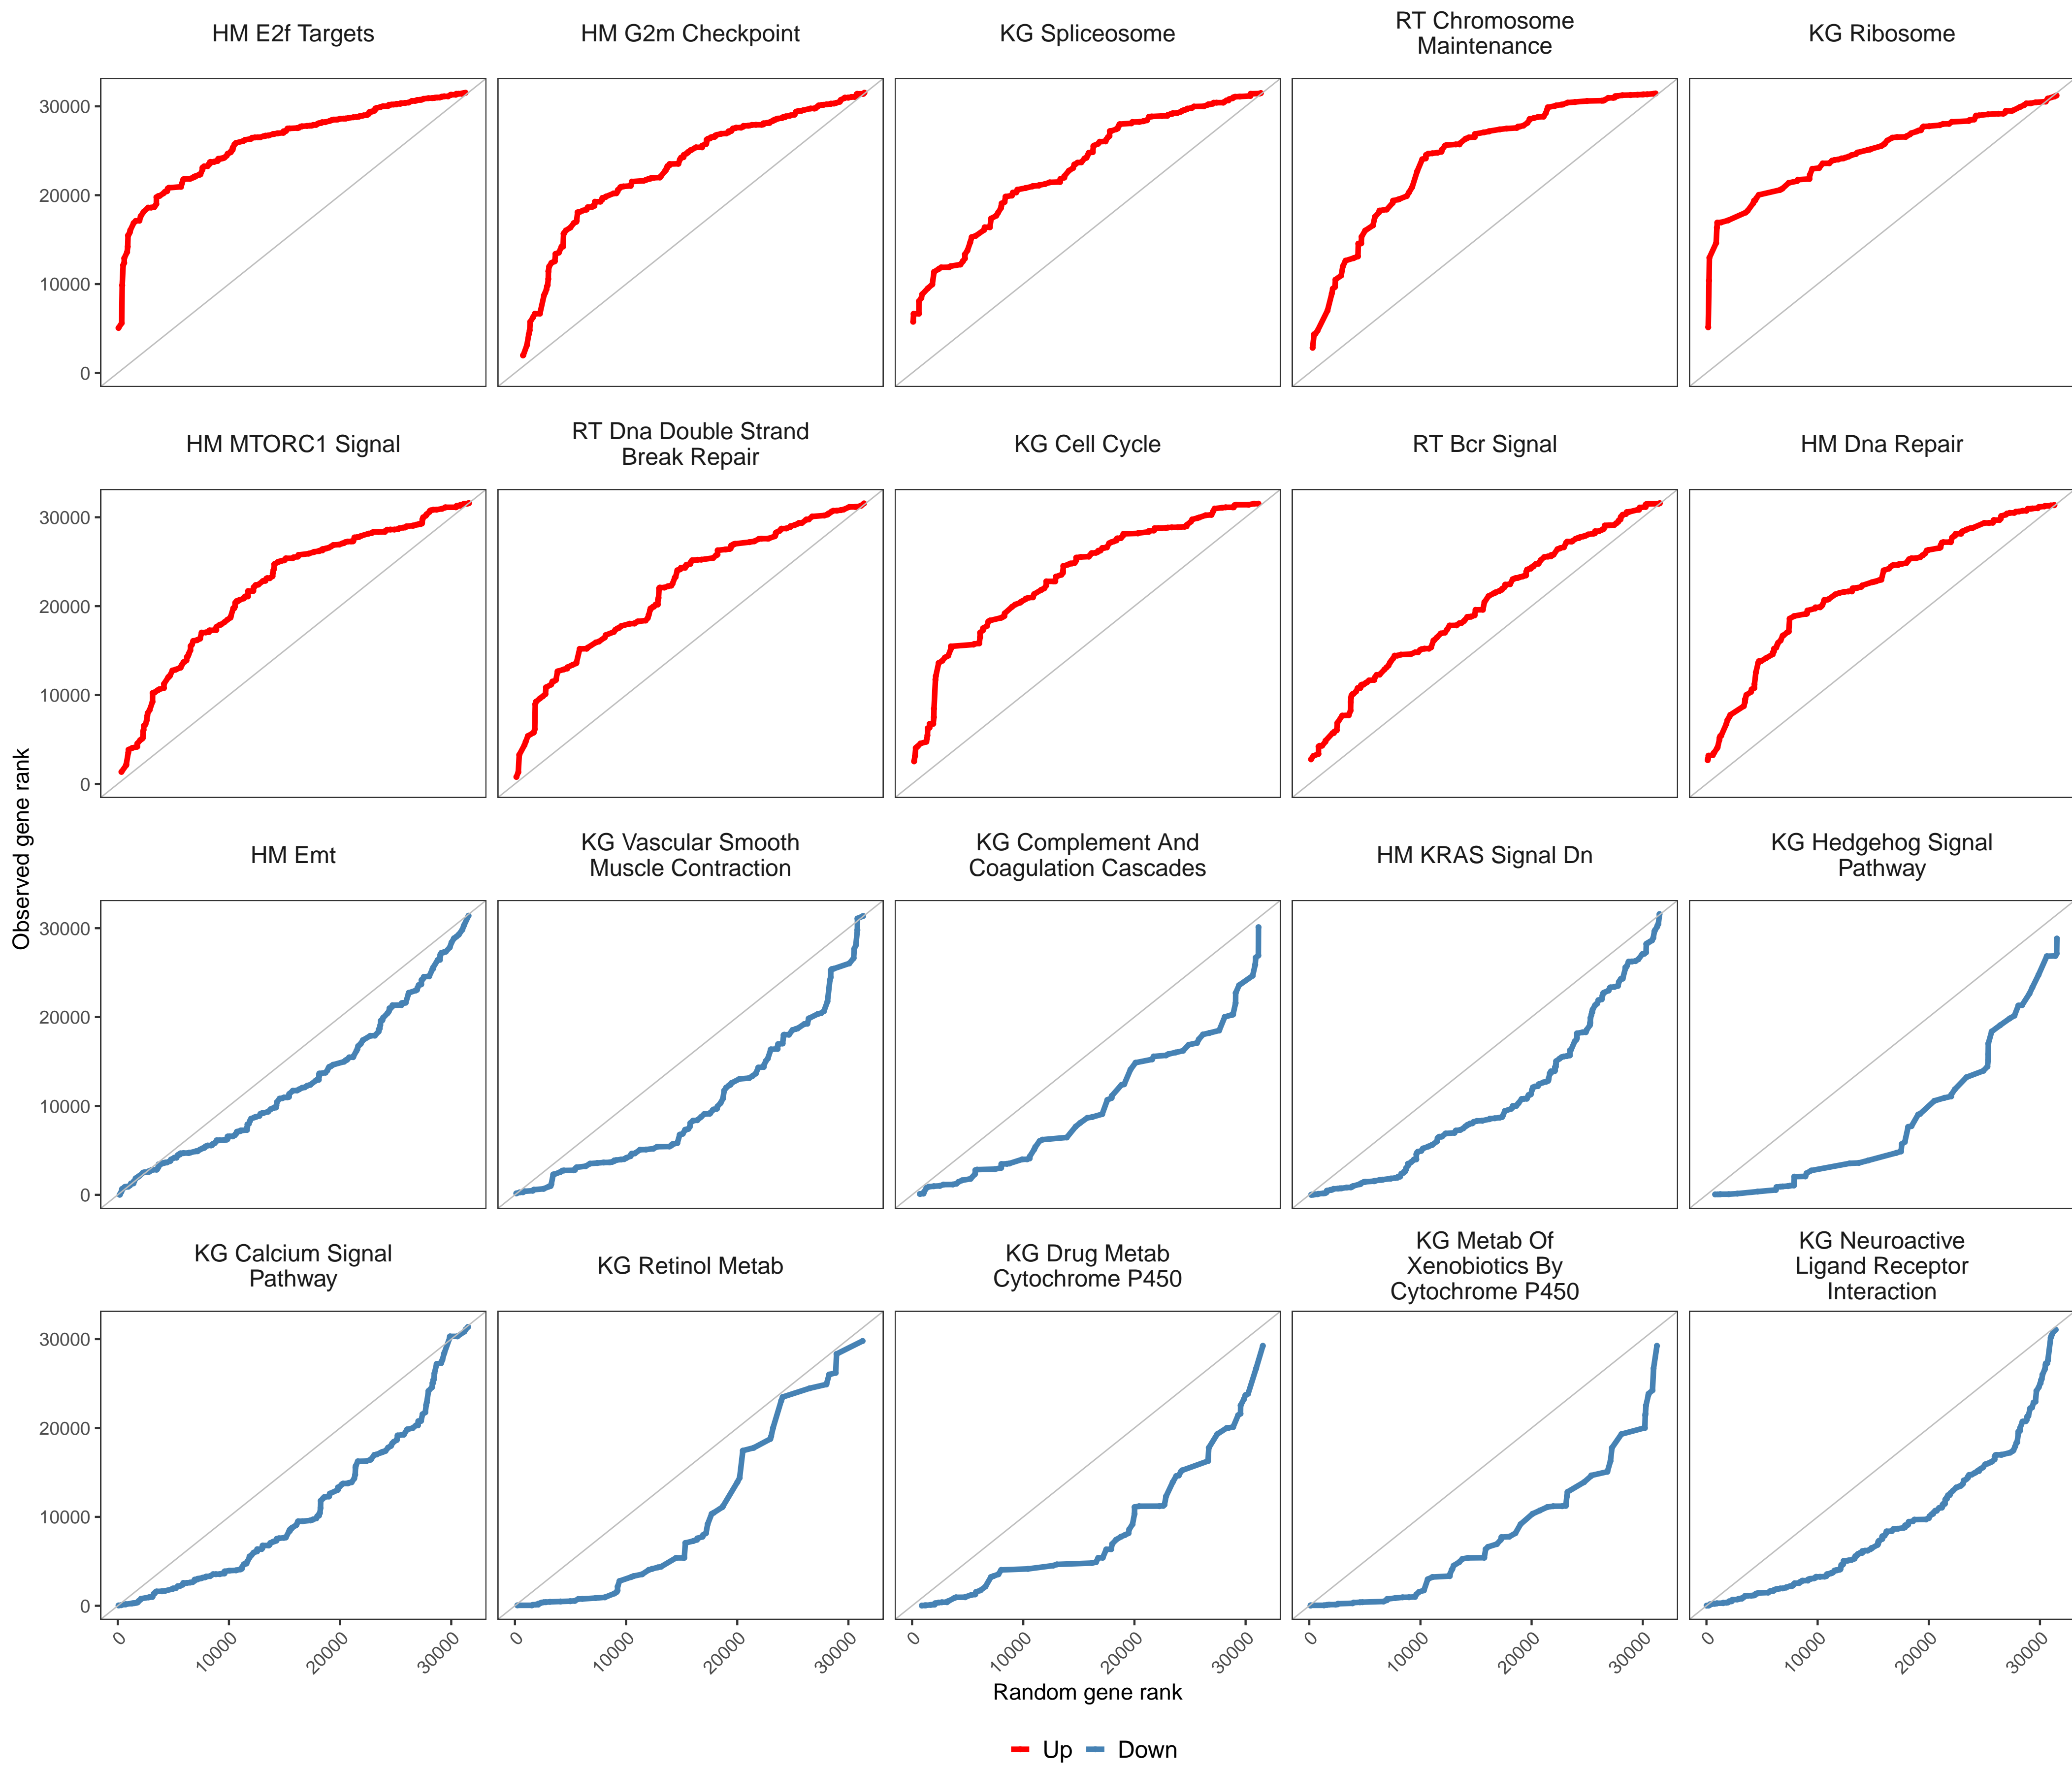 HM E2f Targets
HM G2m Checkpoint
KG Spliceosome
RT Chromosome
Maintenance
KG Ribosome
30000
20000
10000
0
HM MTORC1 Signal
RT Dna Double Strand
Break Repair
KG Cell Cycle
RT Bcr Signal
HM Dna Repair
30000
20000
10000
0
Observed gene rank
HM Emt
KG Vascular Smooth
Muscle Contraction
KG Complement And
Coagulation Cascades
HM KRAS Signal Dn
KG Hedgehog Signal
Pathway
30000
20000
10000
0
KG Calcium Signal
Pathway
KG Retinol Metab
KG Drug Metab
Cytochrome P450
KG Metab Of
Xenobiotics By
Cytochrome P450
KG Neuroactive
Ligand Receptor
Interaction
30000
20000
10000
0
0 10000 20000 30000
0 10000 20000 30000
0 10000 20000 30000
0 10000 20000 30000
0 10000 20000 30000
Random gene rank
Up Down